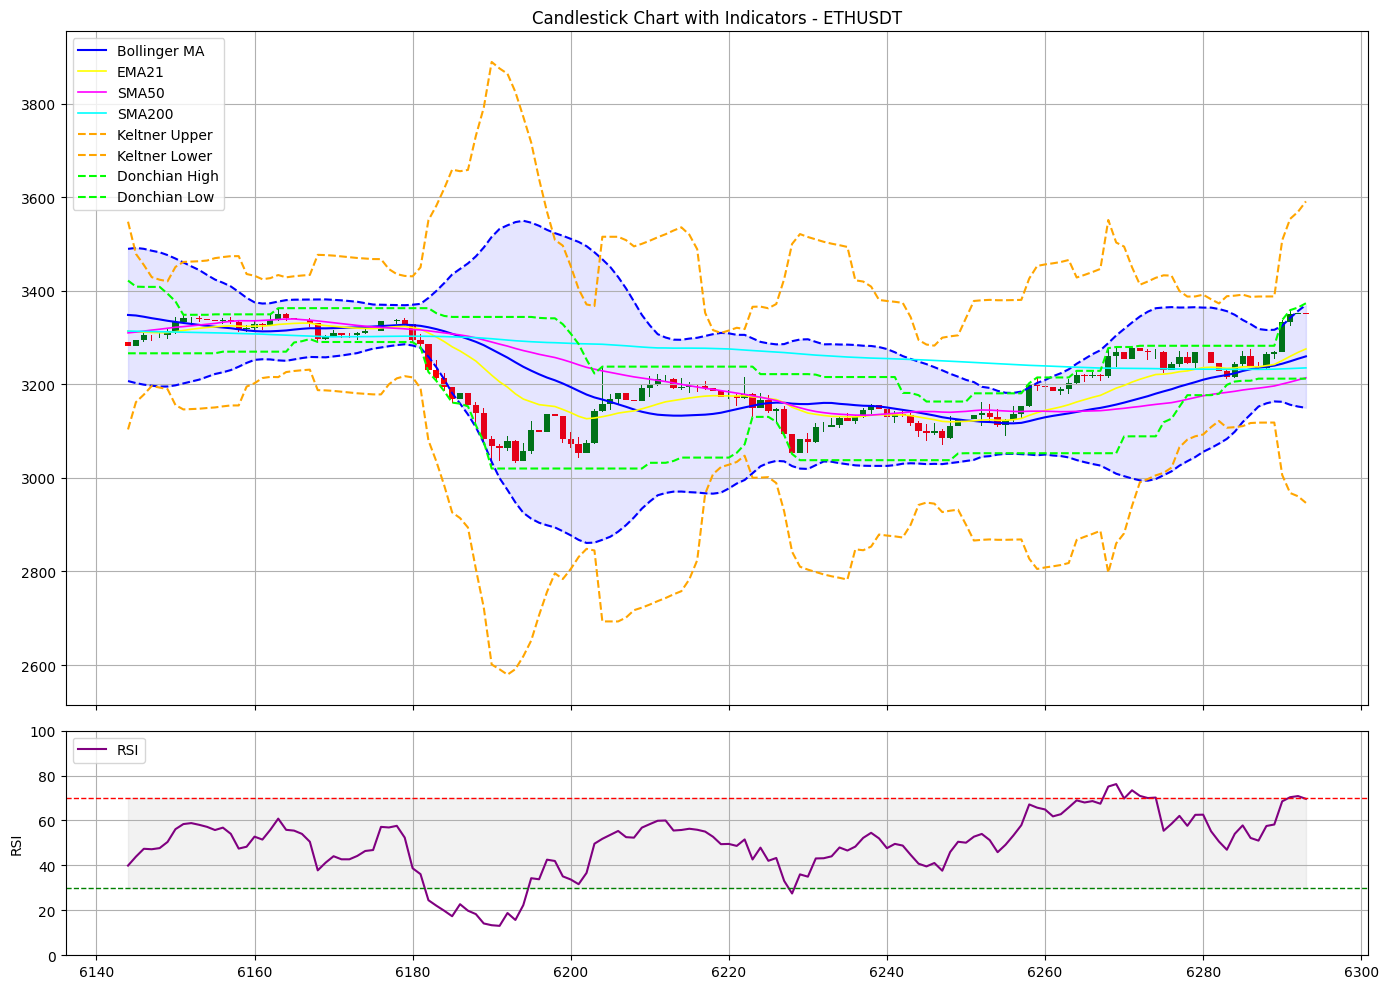 Candlestick Chart with Indicators - ETHUSDT
Bollinger MA
EMA21
SMA50
SMA200
Keltner Upper
Keltner Lower
Donchian High
Donchian Low
3800
3600
3400
3200
3000
2800
2600
RSI
100
80
60
40
20
0
RSI
6140 6160 6180 6200 6220 6240 6260 6280 6300